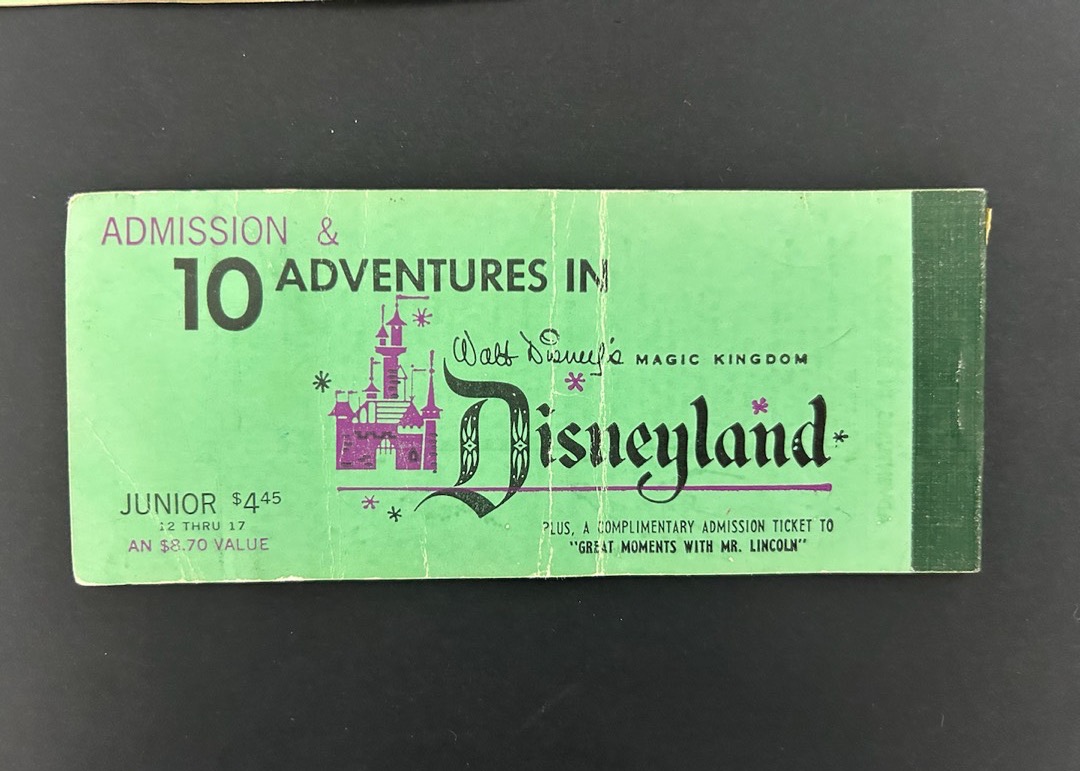 ADMISSION &
10 ADVENTURES IN
Walt Disney's MAGIC KINGDOM
Disneyland
JUNIOR $4.45
12 THRU 17
AN $8.70 VALUE
PLUS, A COMPLIMENTARY ADMISSION TICKET TO
"GREAT MOMENTS WITH MR. LINCOLN"